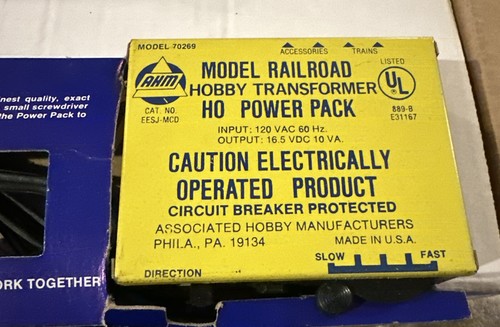 MODEL 70269
ACCESSORIES TRAINS
AHM
MODEL RAILROAD
HOBBY TRANSFORMER
HO POWER PACK
LISTED
UL
889-B
E31167
CAT. NO.
EESJ-MCD
INPUT: 120 VAC 60 Hz.
OUTPUT: 16.5 VDC 10 VA.
CAUTION ELECTRICALLY
OPERATED PRODUCT
CIRCUIT BREAKER PROTECTED
ASSOCIATED HOBBY MANUFACTURERS
PHILA., PA. 19134 MADE IN U.S.A.
DIRECTION
SLOW FAST
finest quality, exact
small screwdriver
the Power Pack to
ORK TOGETHER